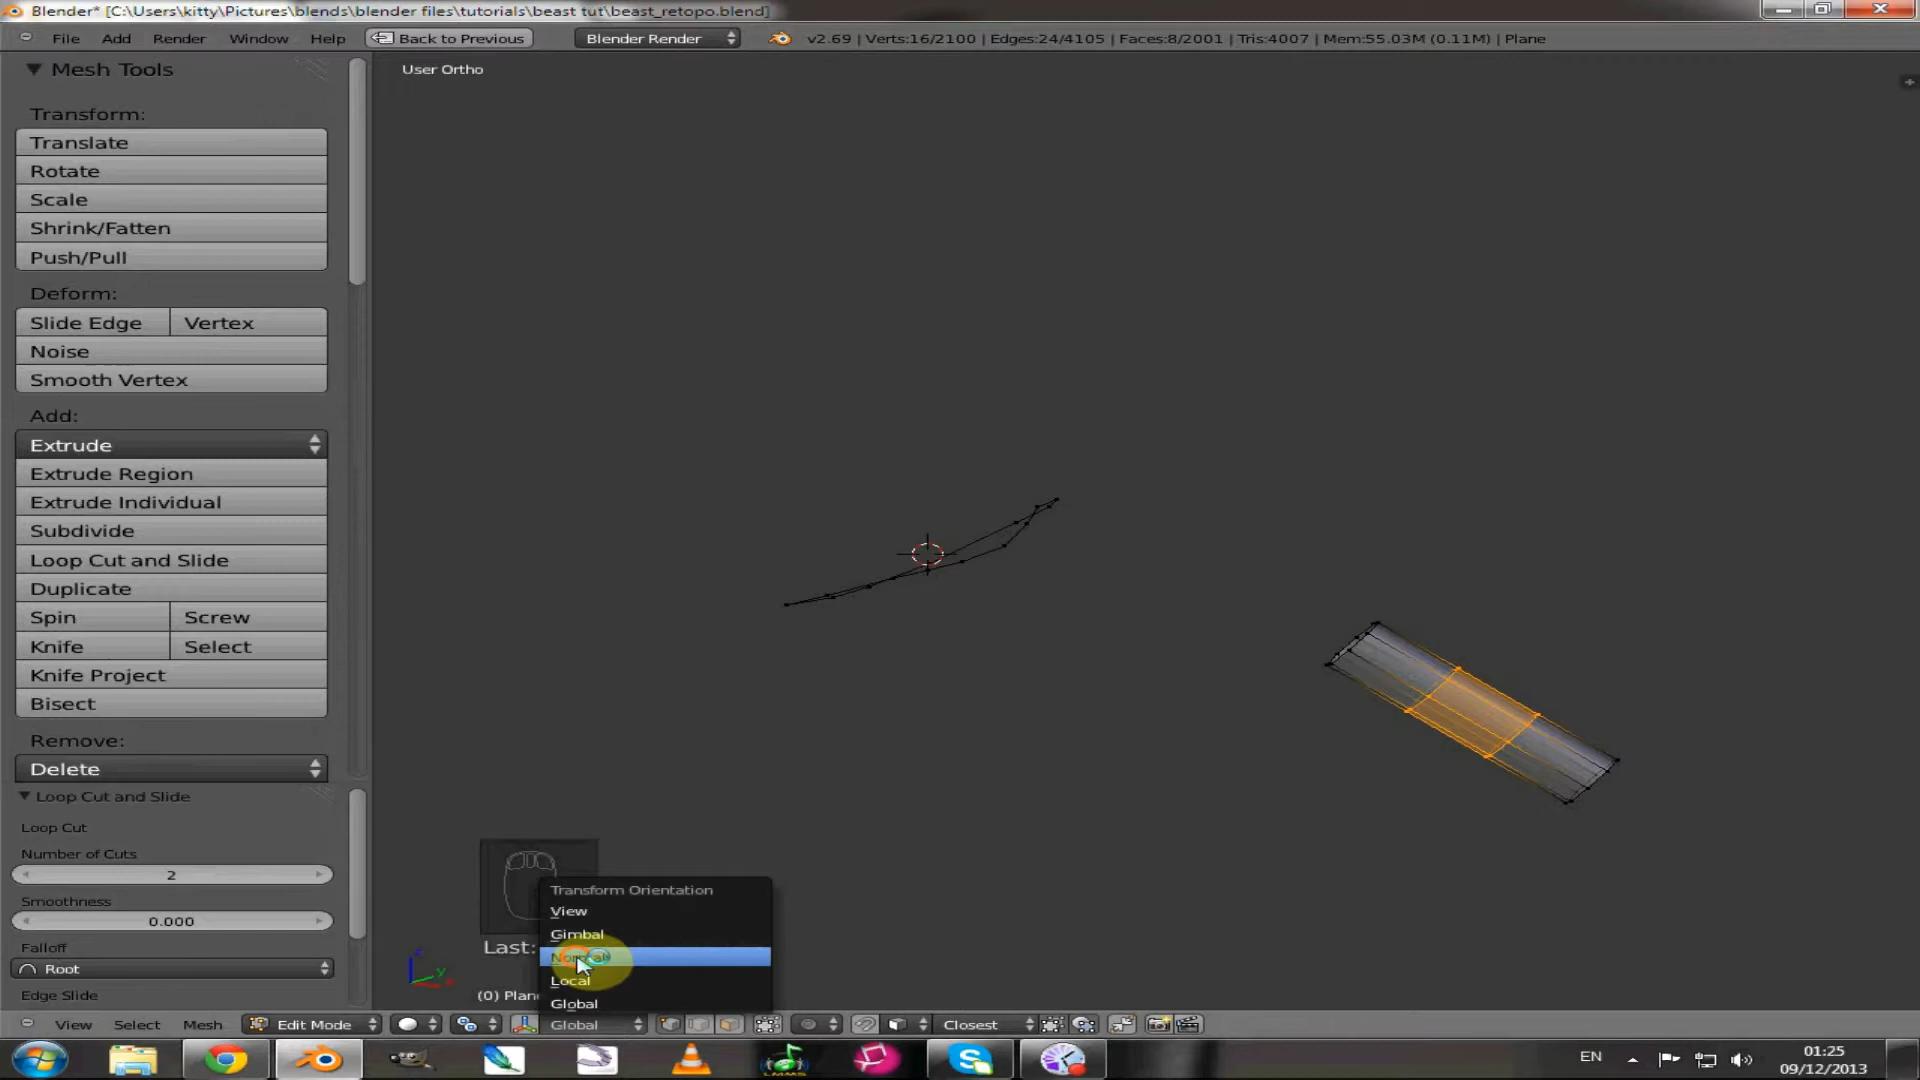 Blender* [C:\Users\kitty\Pictures\blends\blender files\tutorials\beast tut\beast_retopo.blend]
File Add Render Window Help Back to Previous Blender Render v2.69 | Verts:16/2100 | Edges:24/4105 | Faces:8/2001 | Tris:4007 | Mem:55.03M (0.11M) | Plane
Mesh Tools
User Ortho
Transform:
Translate
Rotate
Scale
Shrink/Fatten
Push/Pull
Deform:
Slide Edge Vertex
Noise
Smooth Vertex
Add:
Extrude
Extrude Region
Extrude Individual
Subdivide
Loop Cut and Slide
Duplicate
Spin Screw
Knife Select
Knife Project
Bisect
Remove:
Delete
Loop Cut and Slide
Loop Cut
Number of Cuts
2
Smoothness
0.000
Falloff
Root
Edge Slide
Transform Orientation
View
Gimbal
Last:
Normal
Local
(0) Plan
Global
z
y
View Select Mesh Edit Mode Global Closest
LMMS
EN
01:25
09/12/2013